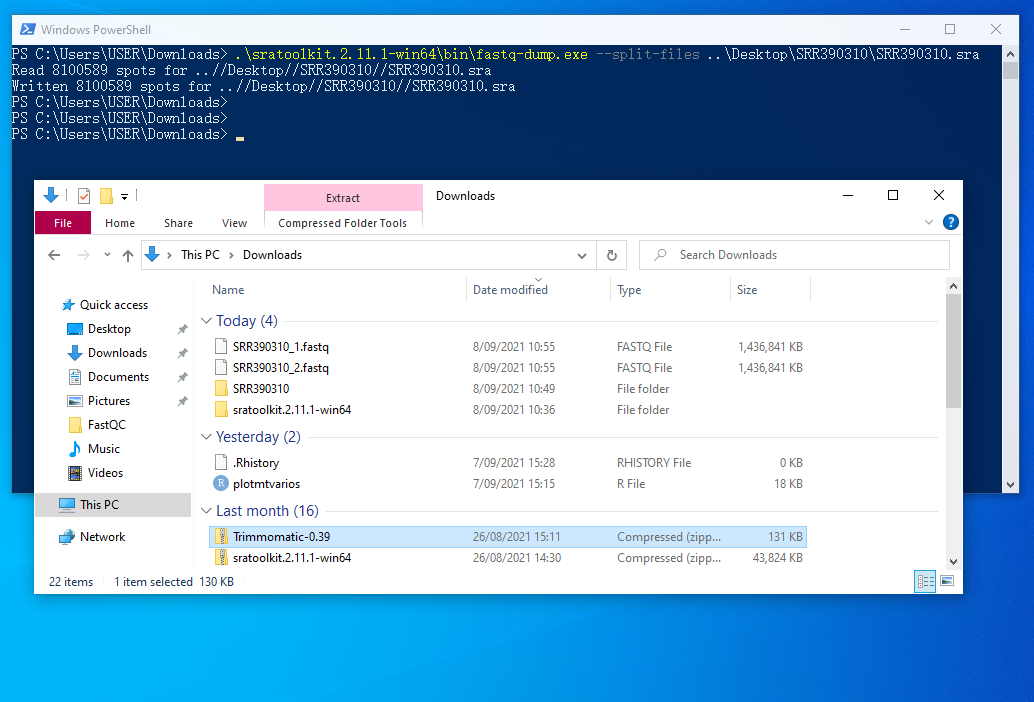 Windows PowerShell
PS C:\Users\USER\Downloads> .\sratoolkit.2.11.1-win64\bin\fastq-dump.exe --split-files ..\Desktop\SRR390310\SRR390310.sra
Read 8100589 spots for ..//Desktop//SRR390310//SRR390310.sra
Written 8100589 spots for ..//Desktop//SRR390310//SRR390310.sra
PS C:\Users\USER\Downloads>
PS C:\Users\USER\Downloads>
PS C:\Users\USER\Downloads>
Extract Downloads
File Home Share View Compressed Folder Tools
This PC Downloads Search Downloads
Name Date modified Type Size
Quick access
Desktop
Downloads
Documents
Pictures
FastQC
Music
Videos
This PC
Network
Today (4)
SRR390310_1.fastq 8/09/2021 10:55 FASTQ File 1,436,841 KB
SRR390310_2.fastq 8/09/2021 10:55 FASTQ File 1,436,841 KB
SRR390310 8/09/2021 10:49 File folder
sratoolkit.2.11.1-win64 8/09/2021 10:36 File folder
Yesterday (2)
.Rhistory 7/09/2021 15:28 RHISTORY File 0 KB
plotmtvarios 7/09/2021 15:15 R File 18 KB
Last month (16)
Trimmomatic-0.39 26/08/2021 15:11 Compressed (zipp... 131 KB
sratoolkit.2.11.1-win64 26/08/2021 14:30 Compressed (zipp... 43,824 KB
22 items 1 item selected 130 KB